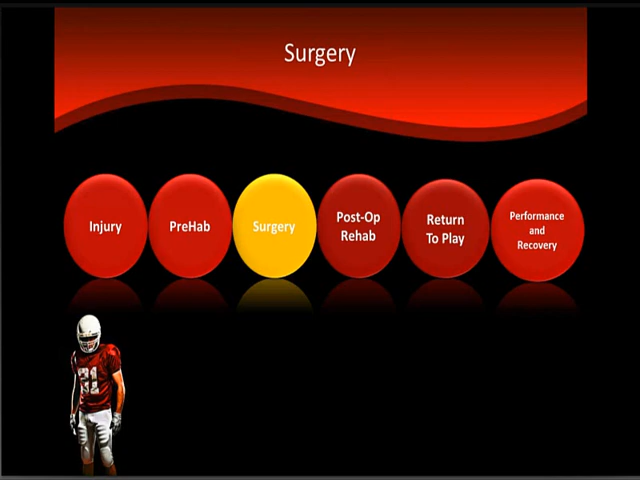 Surgery
Injury
PreHab
Surgery
Post-Op
Rehab
Return
To Play
Performance
and
Recovery
21